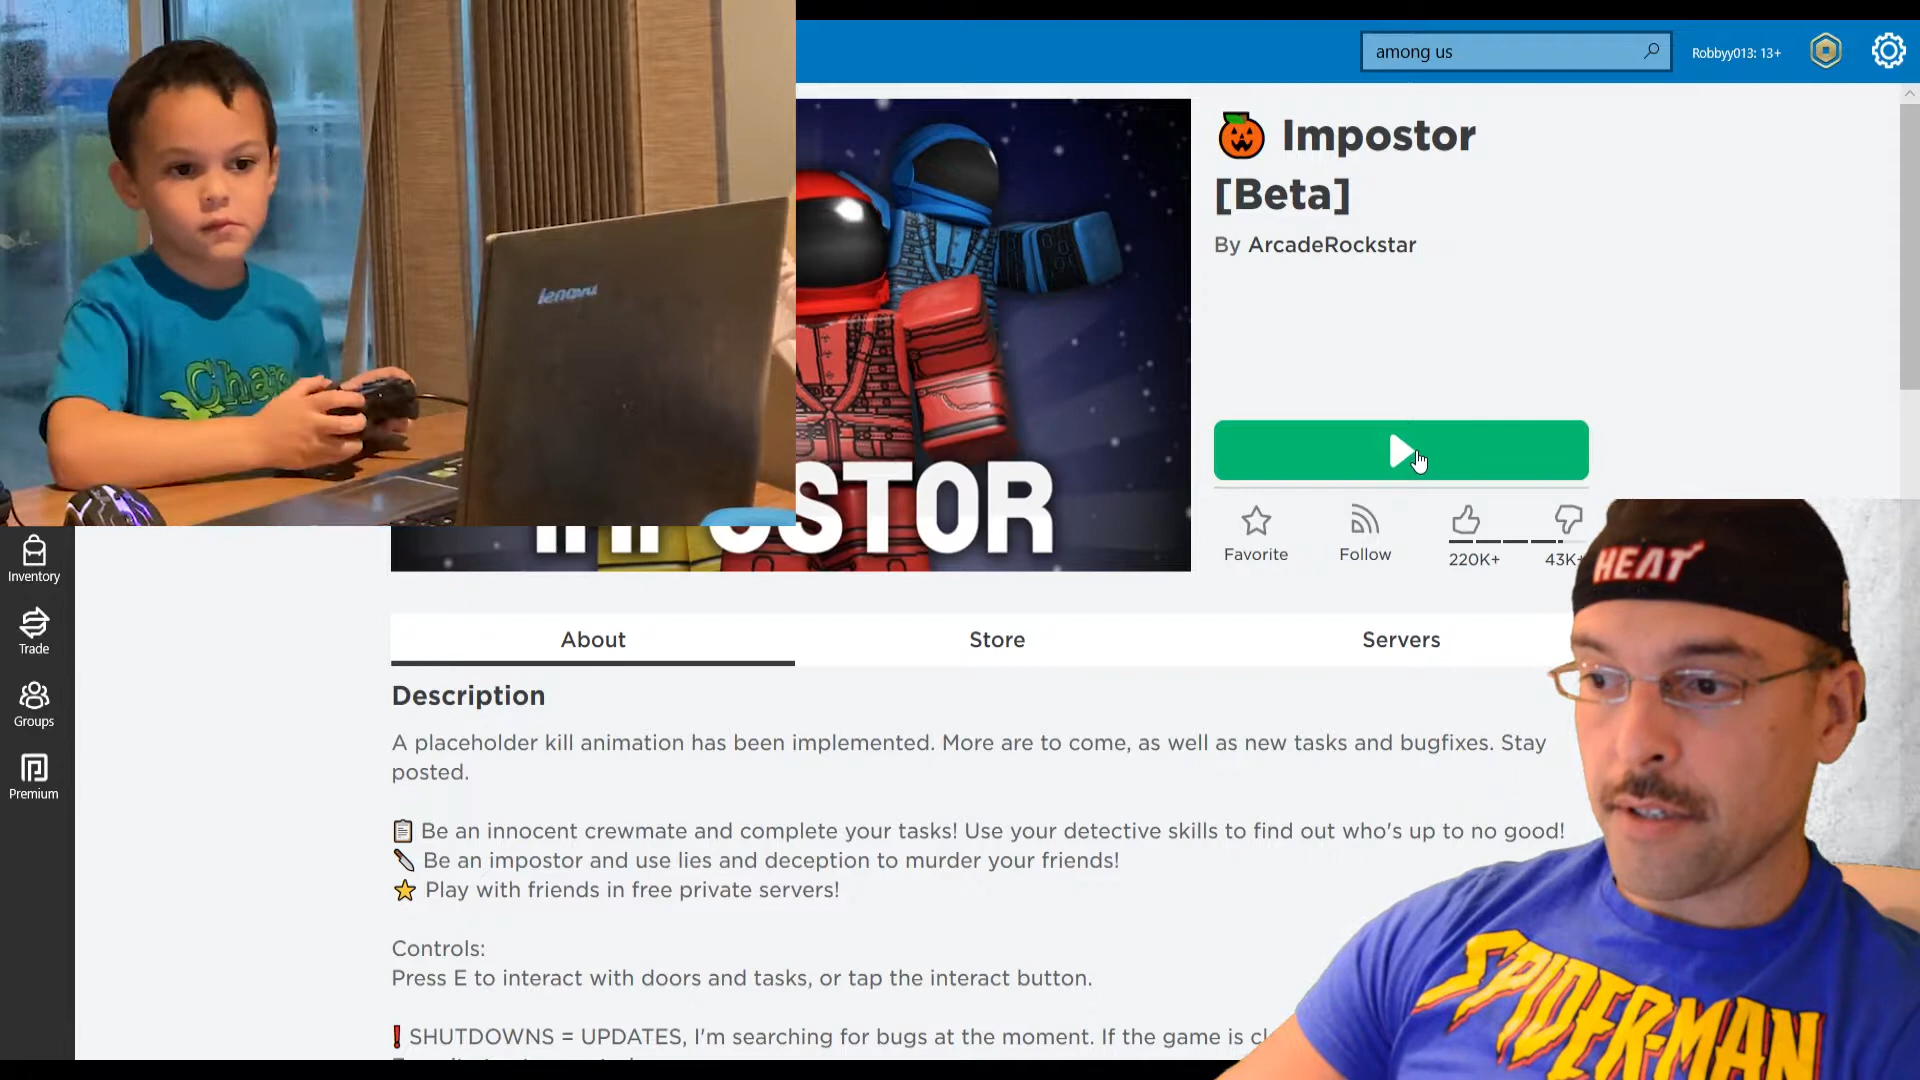 among us
Robbyy013: 13+
🎃 Impostor
[Beta]
By ArcadeRockstar
lenovo
Chap
IMPOSTOR
Favorite
Follow
220K+
43K+
HEAT
Inventory
Trade
Groups
Premium
About
Store
Servers
Description
A placeholder kill animation has been implemented. More are to come, as well as new tasks and bugfixes. Stay
posted.
📋 Be an innocent crewmate and complete your tasks! Use your detective skills to find out who's up to no good!
🔪 Be an impostor and use lies and deception to murder your friends!
⭐ Play with friends in free private servers!
Controls:
Press E to interact with doors and tasks, or tap the interact button.
❗ SHUTDOWNS = UPDATES, I'm searching for bugs at the moment. If the game is
SPIDER-MAN